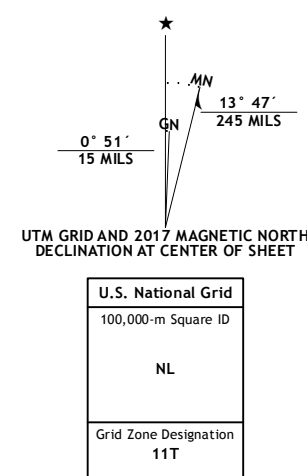 ★
MN
GN
13° 47´
245 MILS
0° 51´
15 MILS
UTM GRID AND 2017 MAGNETIC NORTH
DECLINATION AT CENTER OF SHEET
U.S. National Grid
100,000-m Square ID
NL
Grid Zone Designation
11T